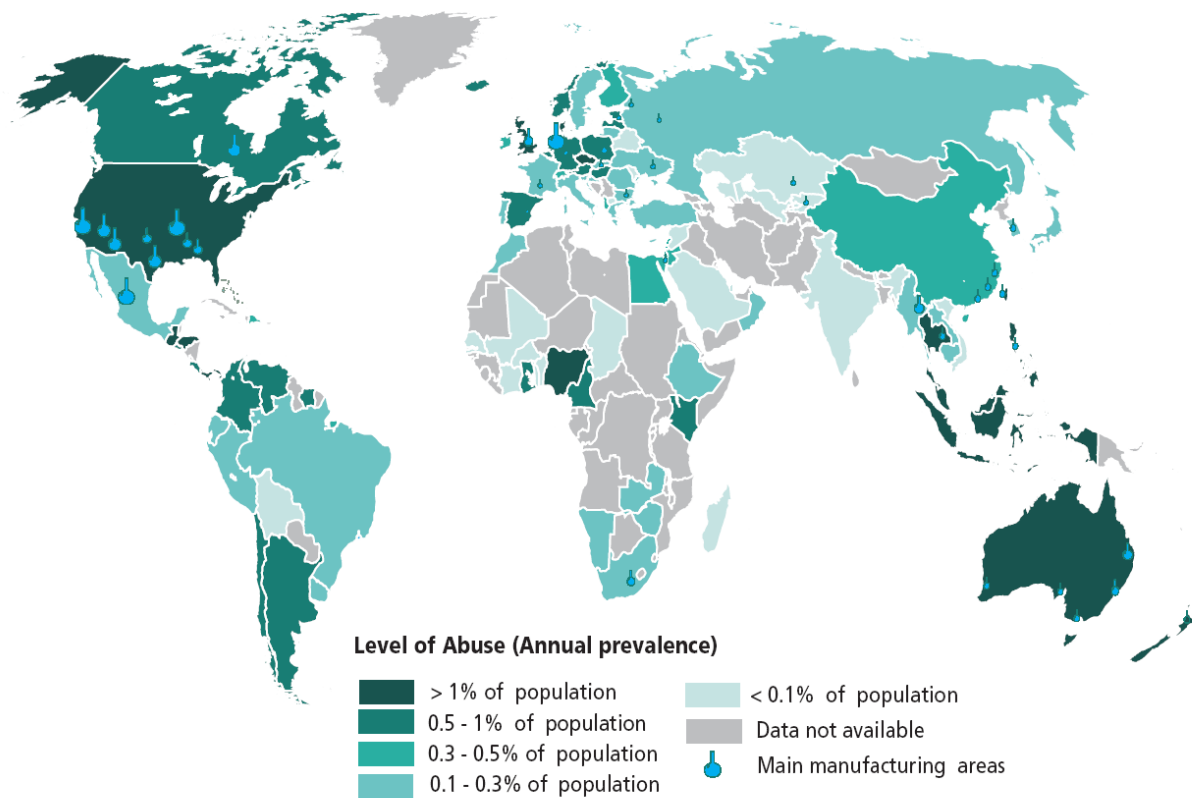 Level of Abuse (Annual prevalence)
> 1% of population
0.5 - 1% of population
0.3 - 0.5% of population
0.1 - 0.3% of population
< 0.1% of population
Data not available
Main manufacturing areas